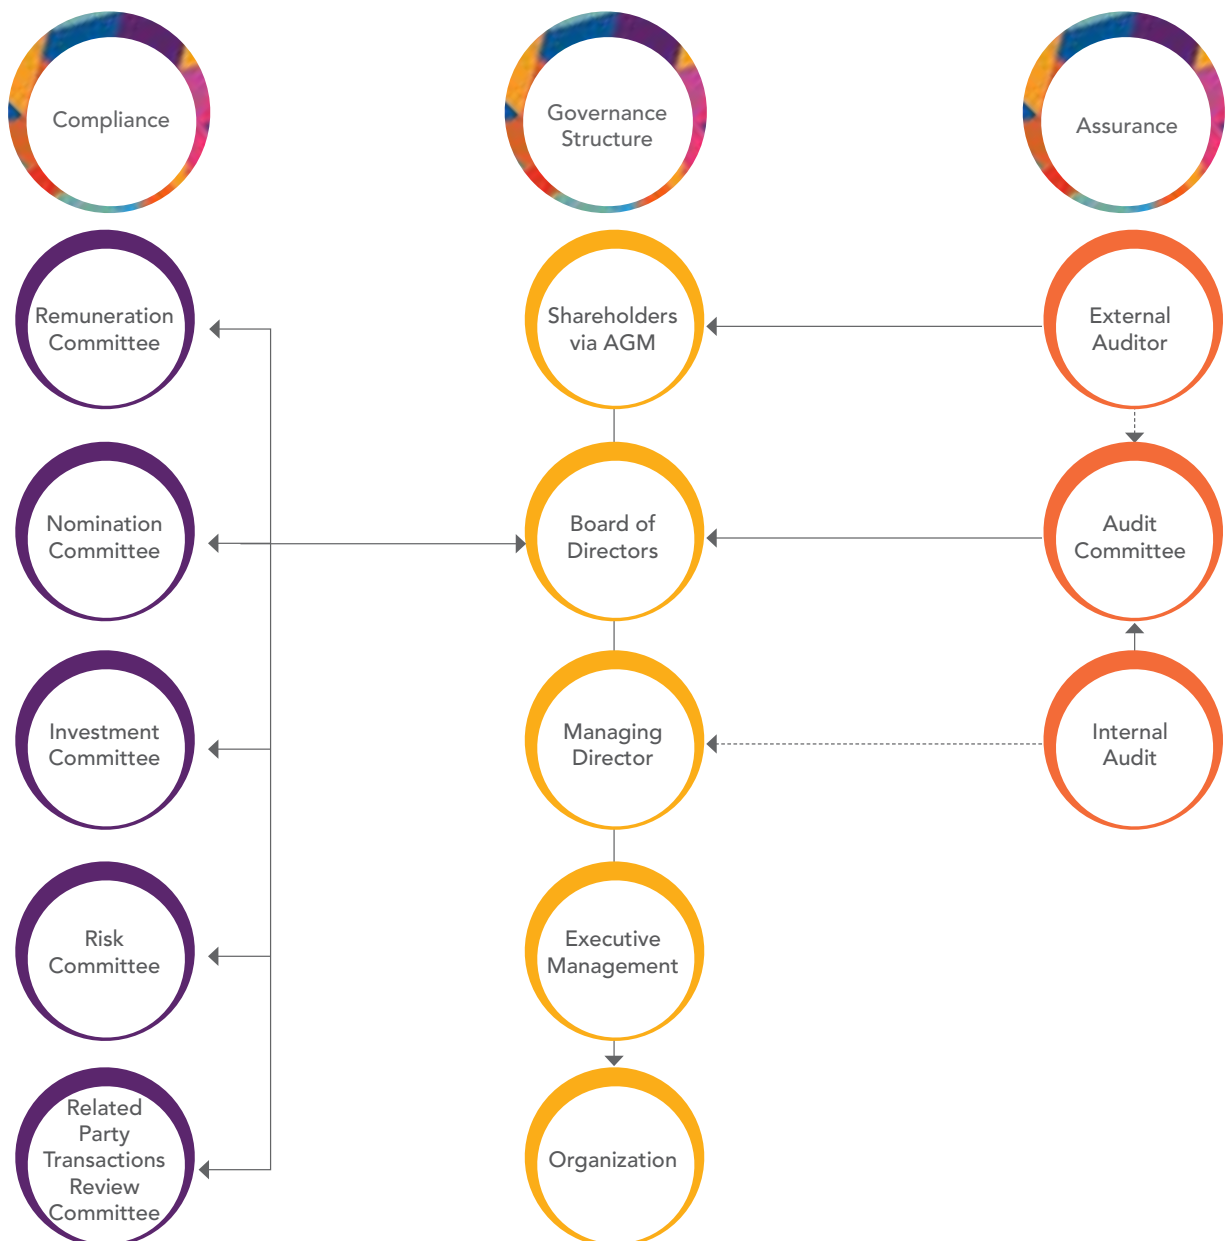 Compliance
Governance
Structure
Assurance
Remuneration
Committee
Shareholders
via AGM
External
Auditor
Nomination
Committee
Board of
Directors
Audit
Committee
Investment
Committee
Managing
Director
Internal
Audit
Risk
Committee
Executive
Management
Related
Party
Transactions
Review
Committee
Organization